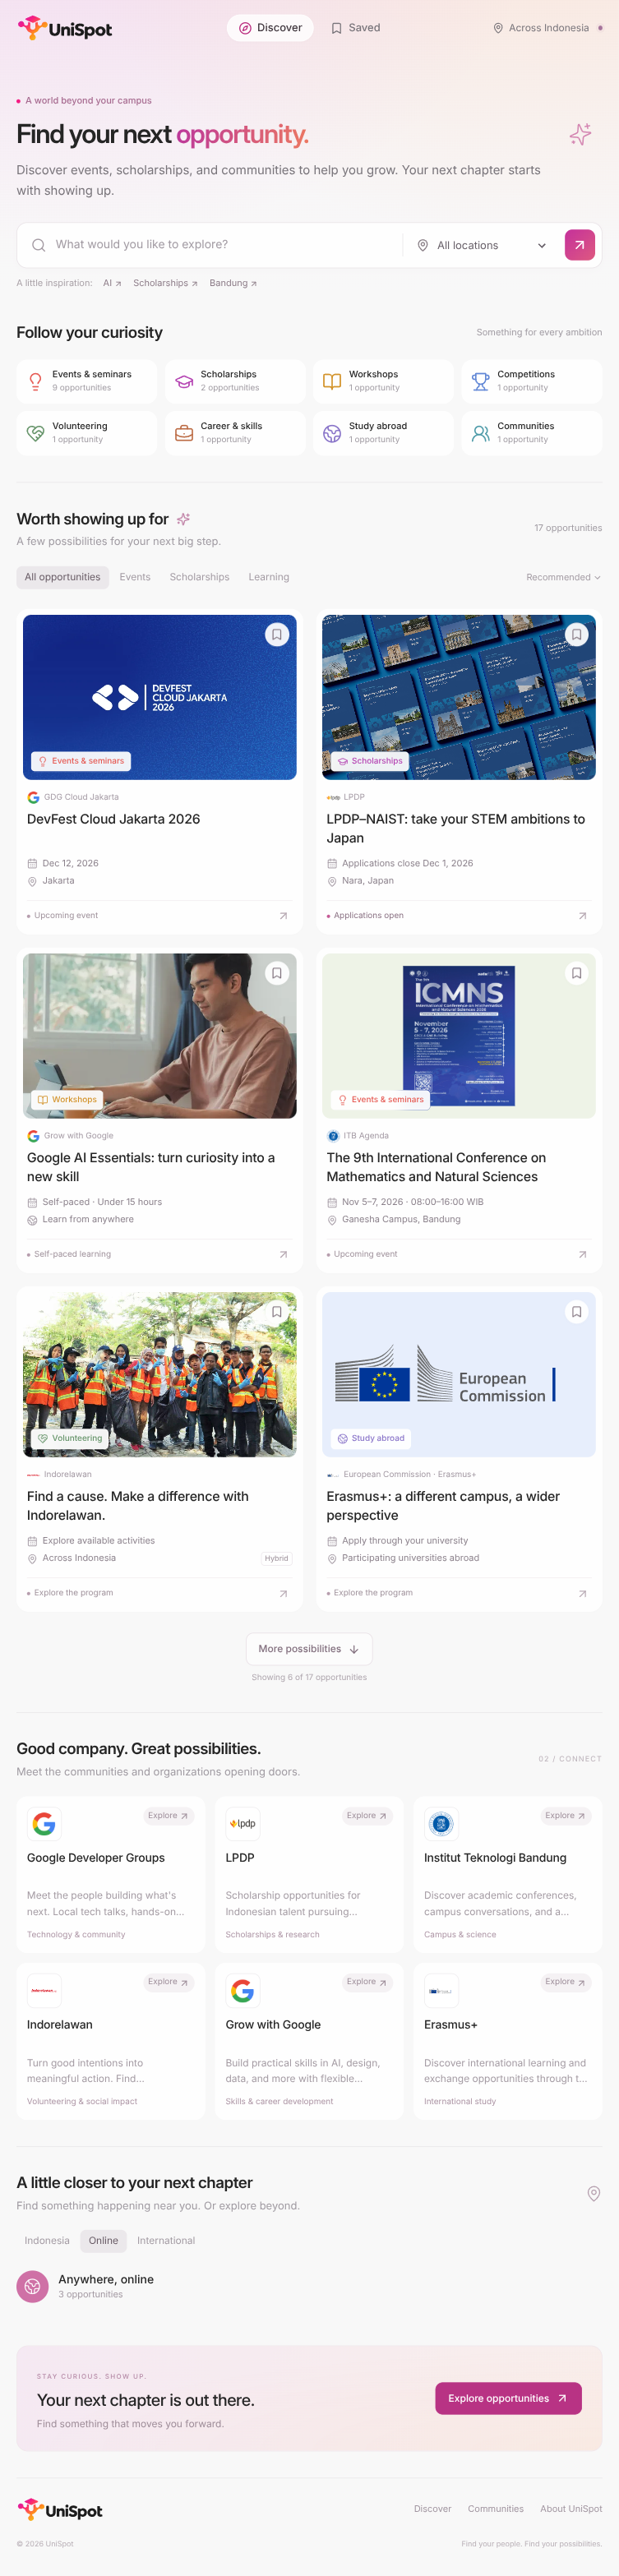 UniSpot
Discover
Saved
Across Indonesia
A world beyond your campus
Find your next opportunity.
Discover events, scholarships, and communities to help you grow. Your next chapter starts
with showing up.
What would you like to explore?
All locations
A little inspiration: AI Scholarships Bandung
Follow your curiosity
Something for every ambition
Events & seminars
9 opportunities
Scholarships
2 opportunities
Workshops
1 opportunity
Competitions
1 opportunity
Volunteering
1 opportunity
Career & skills
1 opportunity
Study abroad
1 opportunity
Communities
1 opportunity
Worth showing up for
A few possibilities for your next big step.
17 opportunities
All opportunities
Events
Scholarships
Learning
Recommended
DEVFEST
CLOUD JAKARTA
2026
Events & seminars
GDG Cloud Jakarta
DevFest Cloud Jakarta 2026
Dec 12, 2026
Jakarta
Upcoming event
Scholarships
LPDP
LPDP–NAIST: take your STEM ambitions to
Japan
Applications close Dec 1, 2026
Nara, Japan
Applications open
Workshops
Grow with Google
Google AI Essentials: turn curiosity into a
new skill
Self-paced · Under 15 hours
Learn from anywhere
Self-paced learning
The 9th
ICMNS
International Conference on Mathematics
and Natural Sciences 2026
November
5 - 7, 2026
Events & seminars
ITB Agenda
The 9th International Conference on
Mathematics and Natural Sciences
Nov 5–7, 2026 · 08:00–16:00 WIB
Ganesha Campus, Bandung
Upcoming event
Volunteering
Indorelawan
Find a cause. Make a difference with
Indorelawan.
Explore available activities
Across Indonesia
Hybrid
Explore the program
European
Commission
Study abroad
European Commission · Erasmus+
Erasmus+: a different campus, a wider
perspective
Apply through your university
Participating universities abroad
Explore the program
More possibilities
Showing 6 of 17 opportunities
Good company. Great possibilities.
Meet the communities and organizations opening doors.
02 / CONNECT
Explore
Google Developer Groups
Meet the people building what's
next. Local tech talks, hands-on...
Technology & community
lpdp
Explore
LPDP
Scholarship opportunities for
Indonesian talent pursuing...
Scholarships & research
Explore
Institut Teknologi Bandung
Discover academic conferences,
campus conversations, and a...
Campus & science
Explore
Indorelawan
Turn good intentions into
meaningful action. Find...
Volunteering & social impact
Explore
Grow with Google
Build practical skills in AI, design,
data, and more with flexible...
Skills & career development
Explore
Erasmus+
Discover international learning and
exchange opportunities through t...
International study
A little closer to your next chapter
Find something happening near you. Or explore beyond.
Indonesia
Online
International
Anywhere, online
3 opportunities
STAY CURIOUS. SHOW UP.
Your next chapter is out there.
Find something that moves you forward.
Explore opportunities
UniSpot
Discover
Communities
About UniSpot
© 2026 UniSpot
Find your people. Find your possibilities.